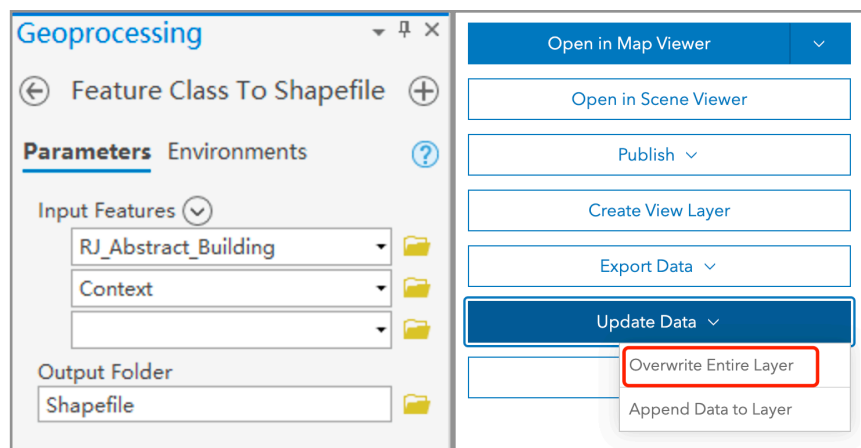 Geoprocessing
Feature Class To Shapefile
Parameters Environments
Input Features
RJ_Abstract_Building
Context
Output Folder
Shapefile
Open in Map Viewer
Open in Scene Viewer
Publish
Create View Layer
Export Data
Update Data
Overwrite Entire Layer
Append Data to Layer